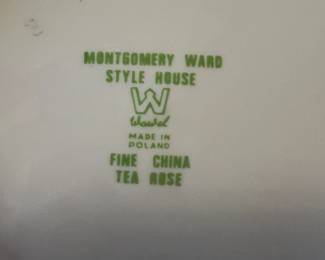 MONTGOMERY WARD
STYLE HOUSE
W
Wawel
MADE IN
POLAND
FINE CHINA
TEA ROSE